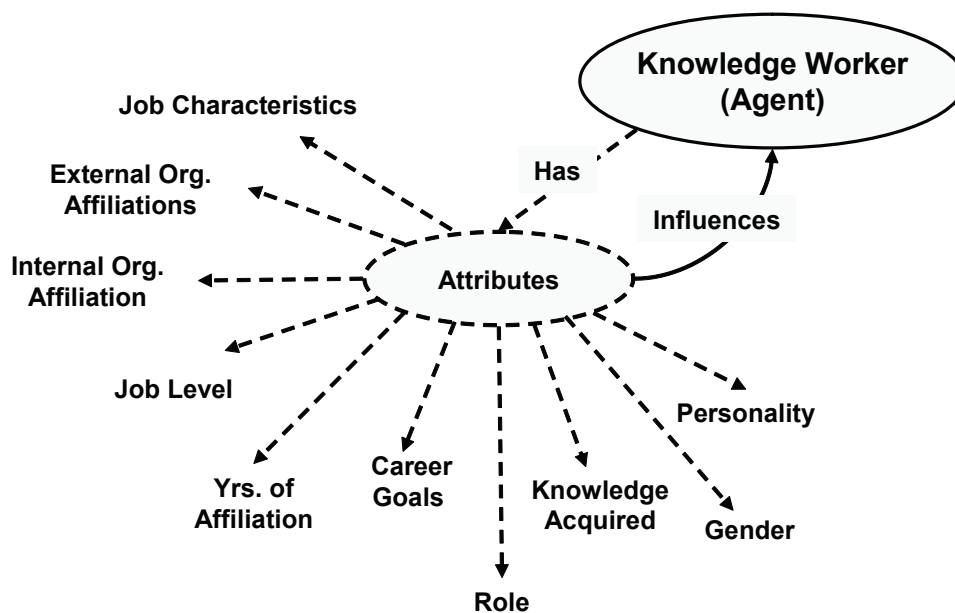 Knowledge Worker
(Agent)
Job Characteristics
Has
External Org.
Affiliations
Influences
Internal Org.
Affiliation
Attributes
Job Level
Personality
Yrs. of
Affiliation
Career
Goals
Knowledge
Acquired
Gender
Role